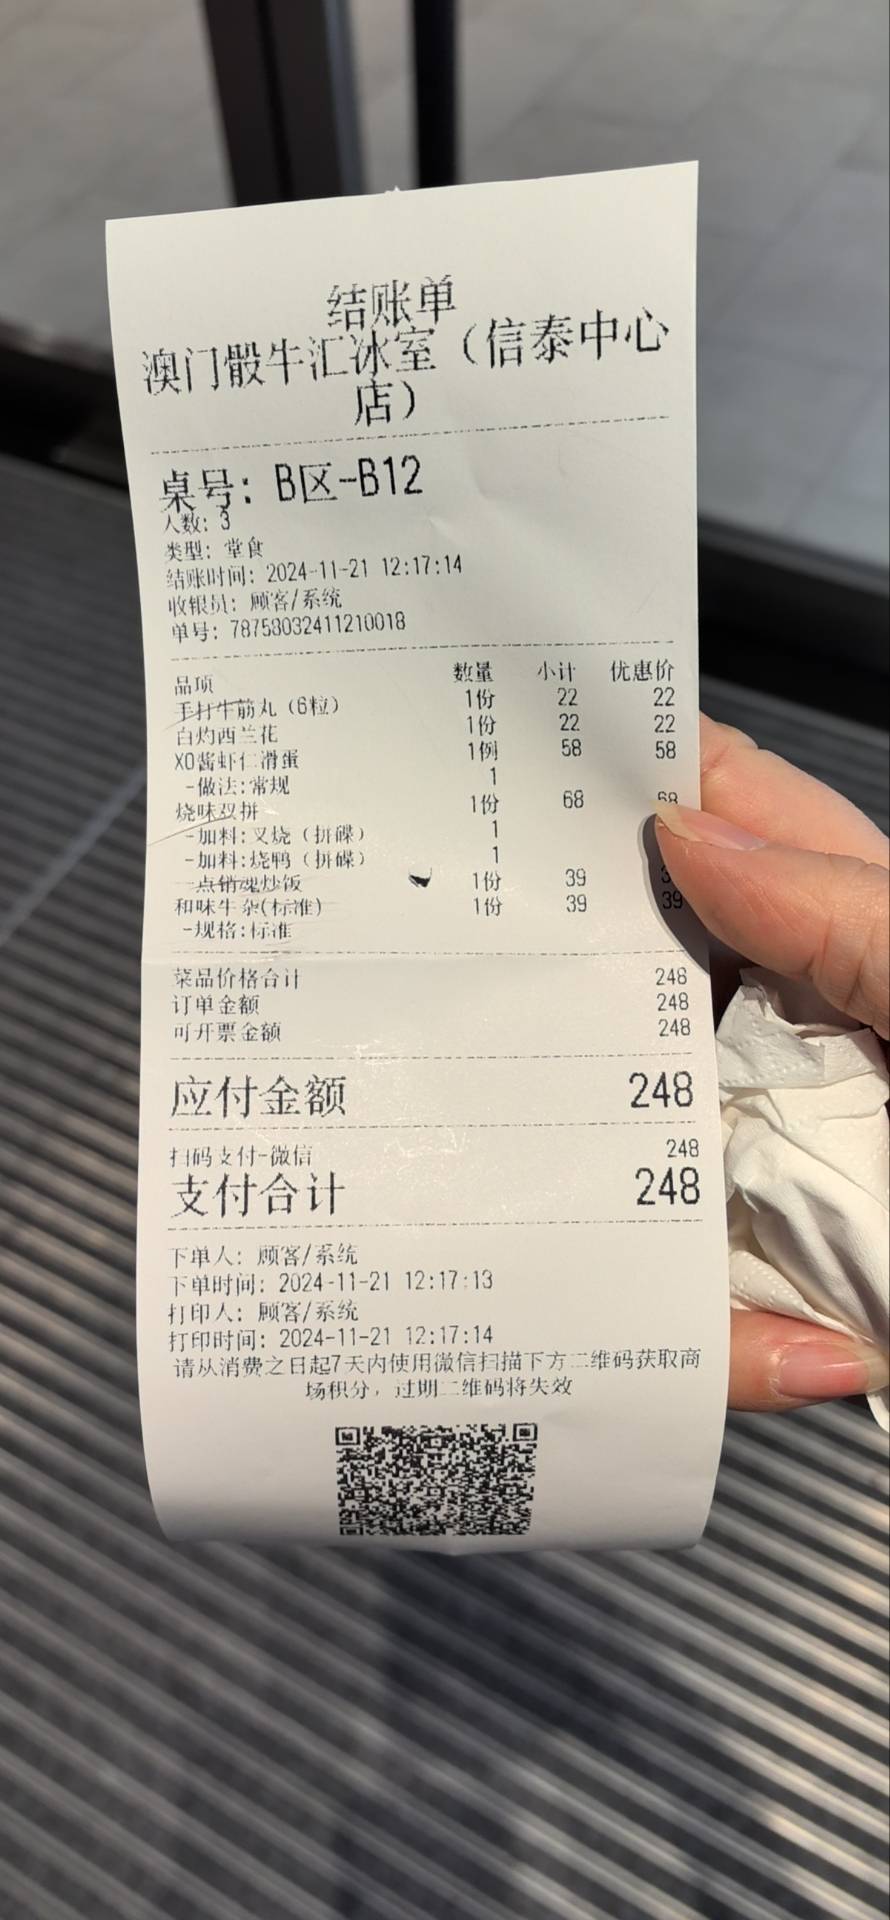 结账单
澳门骰牛汇冰室（信泰中心
店）
桌号: B区-B12
人数: 3
类型: 堂食
结账时间: 2024-11-21 12:17:14
收银员: 顾客/系统
单号: 78758032411210018
品项 数量 小计 优惠价
手打牛筋丸（6粒） 1份 22 22
白灼西兰花 1份 22 22
XO酱虾仁滑蛋 1例 58 58
-做法:常规 1
烧味双拼 1份 68 68
-加料:叉烧（拼碟） 1
-加料:烧鸭（拼碟） 1
一点销魂炒饭 1份 39
和味牛杂(标准) 1份 39 39
-规格:标准
菜品价格合计 248
订单金额 248
可开票金额 248
应付金额 248
扫码支付-微信 248
支付合计 248
下单人: 顾客/系统
下单时间: 2024-11-21 12:17:13
打印人: 顾客/系统
打印时间: 2024-11-21 12:17:14
请从消费之日起7天内使用微信扫描下方二维码获取商
场积分，过期二维码将失效